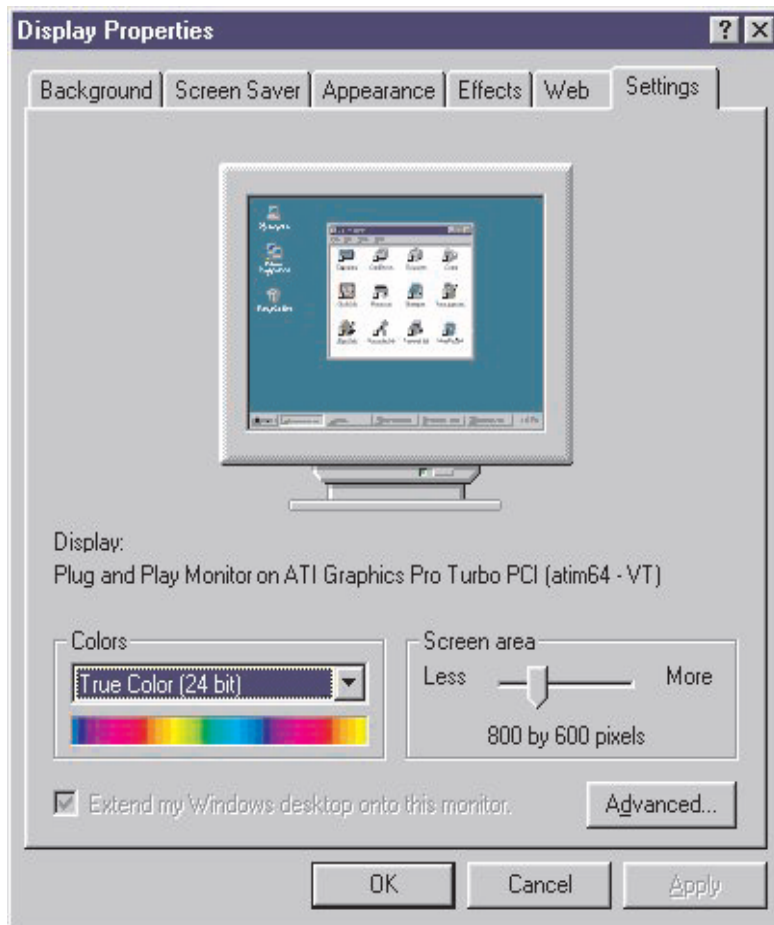 Display Properties
Background Screen Saver Appearance Effects Web Settings
Display:
Plug and Play Monitor on ATI Graphics Pro Turbo PCI (atim64 - VT)
Colors
True Color (24 bit)
Screen area
Less More
800 by 600 pixels
Extend my Windows desktop onto this monitor.
Advanced...
OK Cancel Apply